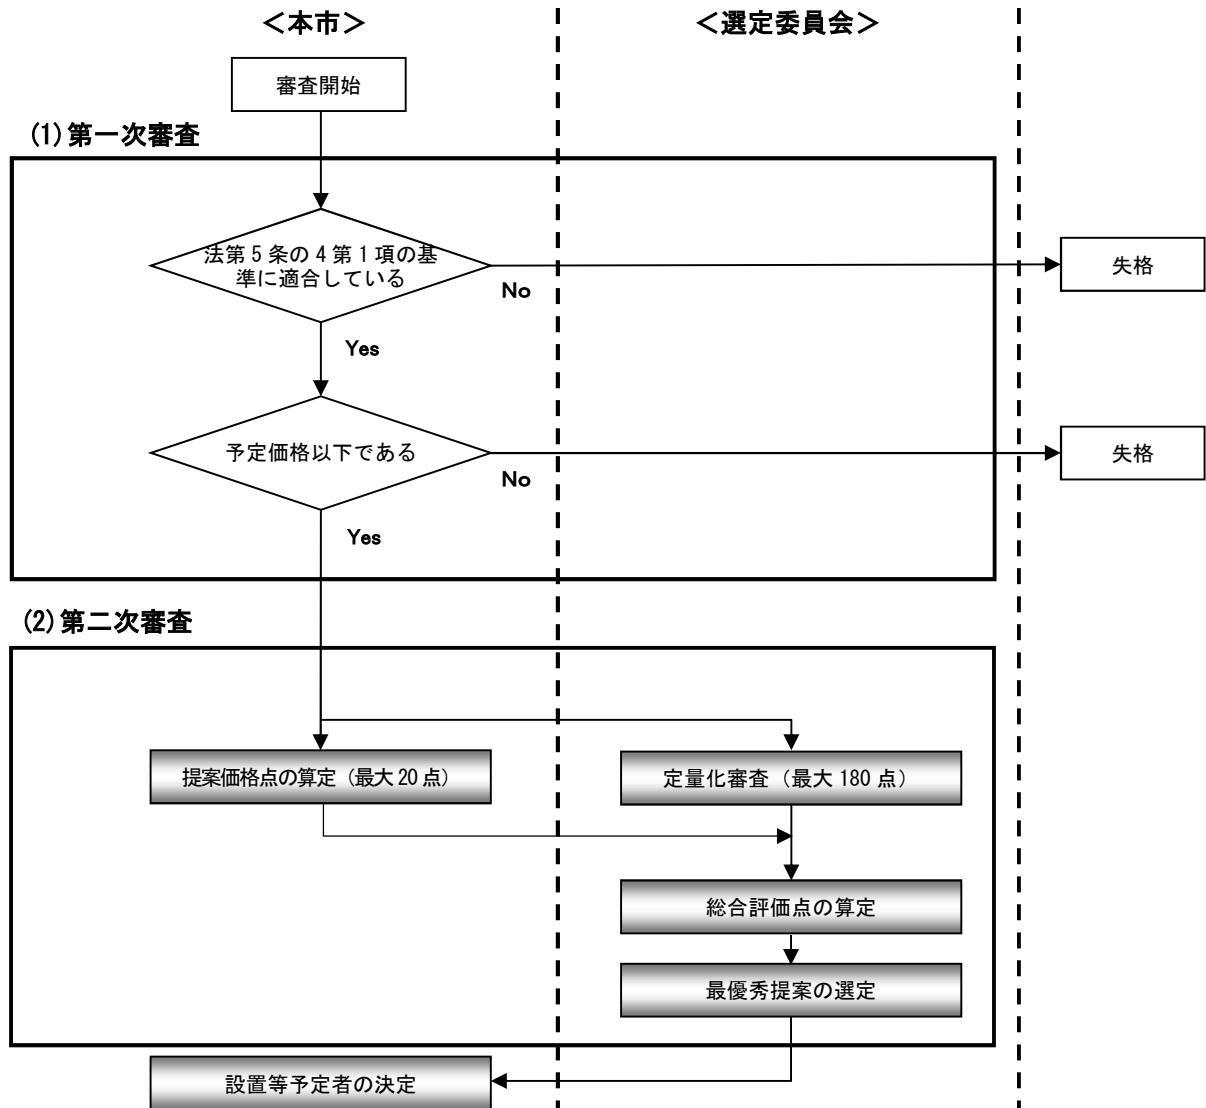 ＜本市＞
＜選定委員会＞
審査開始
(1)第一次審査
法第5条の4第1項の基
準に適合している
No
失格
Yes
予定価格以下である
No
失格
Yes
(2)第二次審査
提案価格点の算定（最大20点）
定量化審査（最大180点）
総合評価点の算定
最優秀提案の選定
設置等予定者の決定